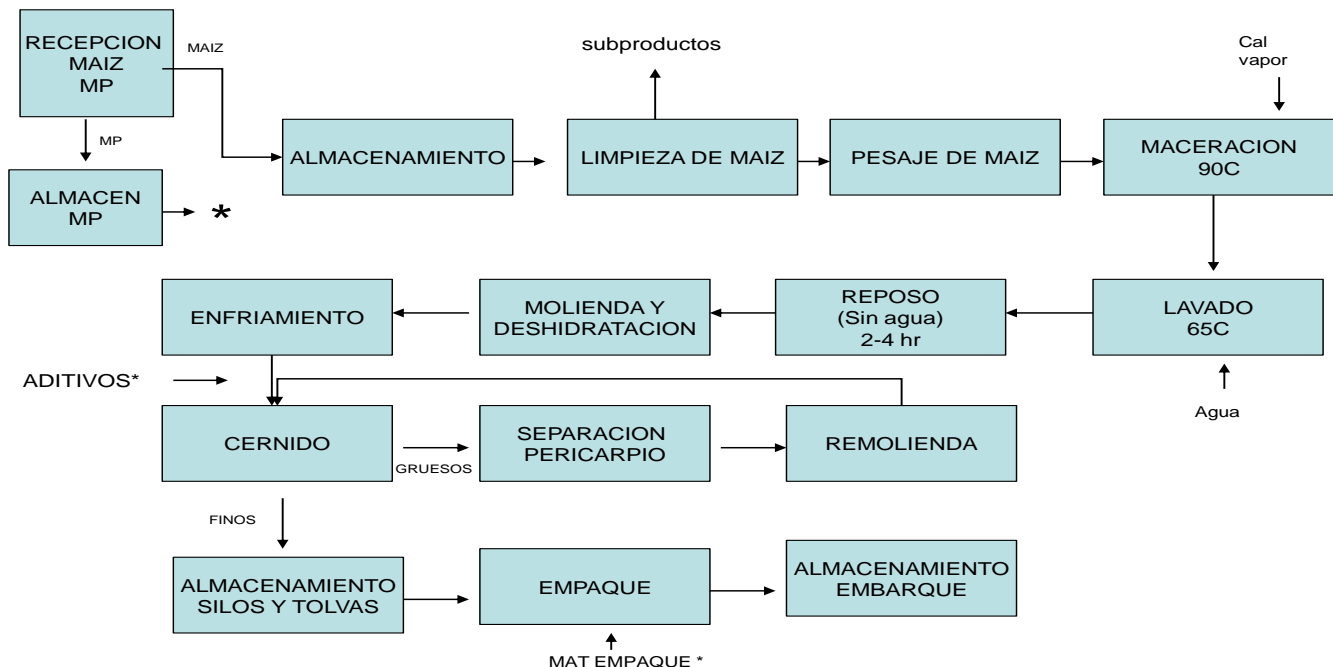 RECEPCION
MAIZ
MP
MAIZ
MP
ALMACEN
MP
*
ALMACENAMIENTO
subproductos
LIMPIEZA DE MAIZ
PESAJE DE MAIZ
Cal
vapor
MACERACION
90C
LAVADO
65C
Agua
REPOSO
(Sin agua)
2-4 hr
MOLIENDA Y
DESHIDRATACION
ENFRIAMIENTO
ADITIVOS*
CERNIDO
GRUESOS
SEPARACION
PERICARPIO
REMOLIENDA
FINOS
ALMACENAMIENTO
SILOS Y TOLVAS
EMPAQUE
MAT EMPAQUE *
ALMACENAMIENTO
EMBARQUE